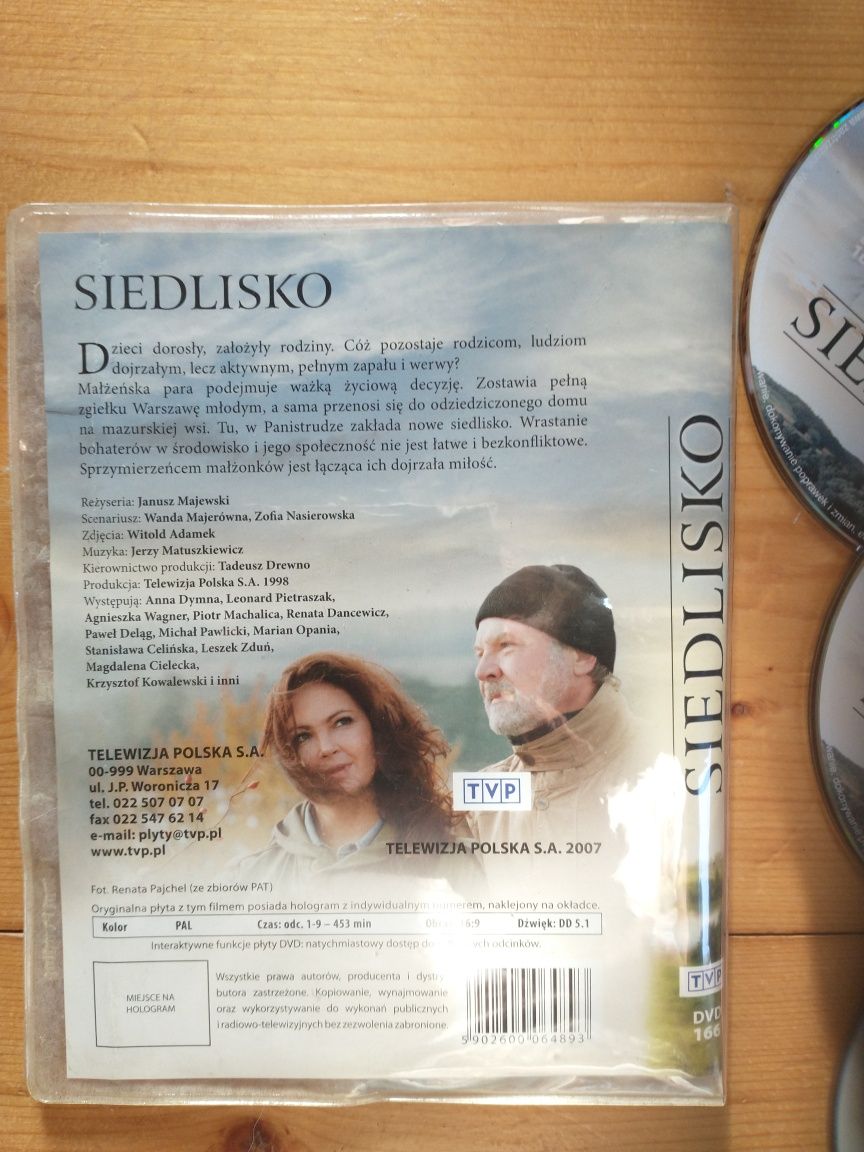 SIEDLISKO
Dzieci dorosły, założyły rodziny. Cóż pozostaje rodzicom, ludziom
dojrzałym, lecz aktywnym, pełnym zapału i werwy?
Małżeńska para podejmuje ważką życiową decyzję. Zostawia pełną
zgiełku Warszawę młodym, a sama przenosi się do odziedziczonego domu
na mazurskiej wsi. Tu, w Panistrudze zakłada nowe siedlisko. Wrastanie
bohaterów w środowisko i jego społeczność nie jest łatwe i bezkonfliktowe.
Sprzymierzeńcem małżonków jest łącząca ich dojrzała miłość.
Reżyseria: Janusz Majewski
Scenariusz: Wanda Majerówna, Zofia Nasierowska
Zdjęcia: Witold Adamek
Muzyka: Jerzy Matuszkiewicz
Kierownictwo produkcji: Tadeusz Drewno
Produkcja: Telewizja Polska S.A. 1998
Występują: Anna Dymna, Leonard Pietraszak,
Agnieszka Wagner, Piotr Machalica, Renata Dancewicz,
Paweł Deląg, Michał Pawlicki, Marian Opania,
Stanisława Celińska, Leszek Zduń,
Magdalena Cielecka,
Krzysztof Kowalewski i inni
TELEWIZJA POLSKA S.A.
00-999 Warszawa
ul. J.P. Woronicza 17
tel. 022 507 07 07
fax 022 547 62 14
e-mail: plyty@tvp.pl
www.tvp.pl
TVP
TELEWIZJA POLSKA S.A. 2007
Fot. Renata Pajchel (ze zbiorów PAT)
Oryginalna płyta z tym filmem posiada hologram z indywidualnym numerem, naklejony na okładce.
Kolor PAL Czas: odc. 1-9 – 453 min 16:9 Dźwięk: DD 5.1
Interaktywne funkcje płyty DVD: natychmiastowy dostęp do odcinków.
MIEJSCE NA
HOLOGRAM
Wszystkie prawa autorów, producenta i dystry-
butora zastrzeżone. Kopiowanie, wynajmowanie
oraz wykorzystywanie do wykonań publicznych
i radiowo-telewizyjnych bez zezwolenia zabronione.
5 902600 064893
SIEDLISKO
TVP
DVD
166
SIE
dokonywanie poprawek i zmian,